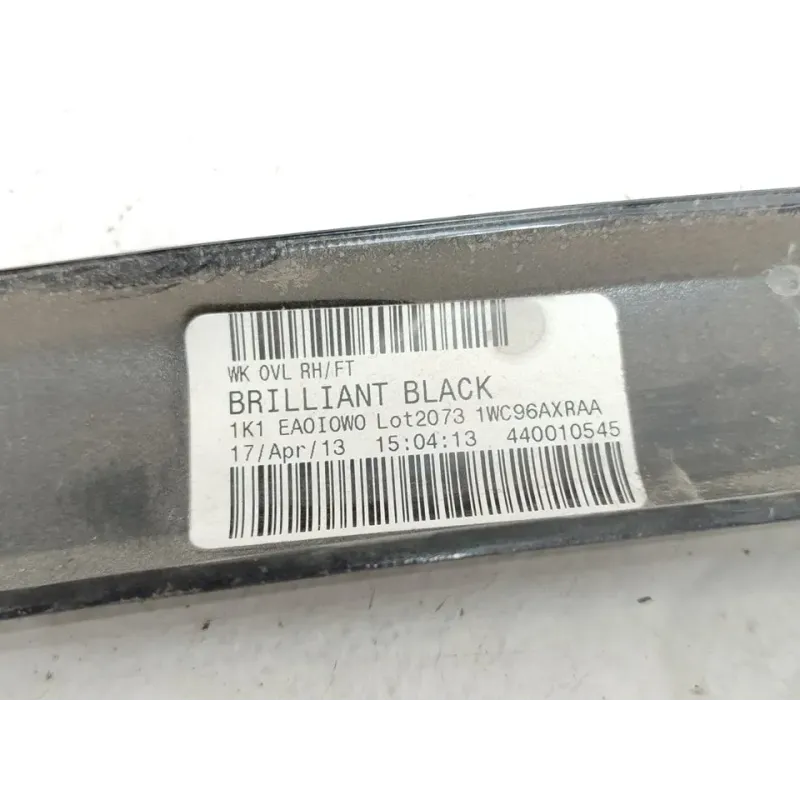 WK OVL RH/FT
BRILLIANT BLACK
1K1 EA0I0W0 Lot2073 1WC96AXRAA
17/Apr/13 15:04:13 440010545